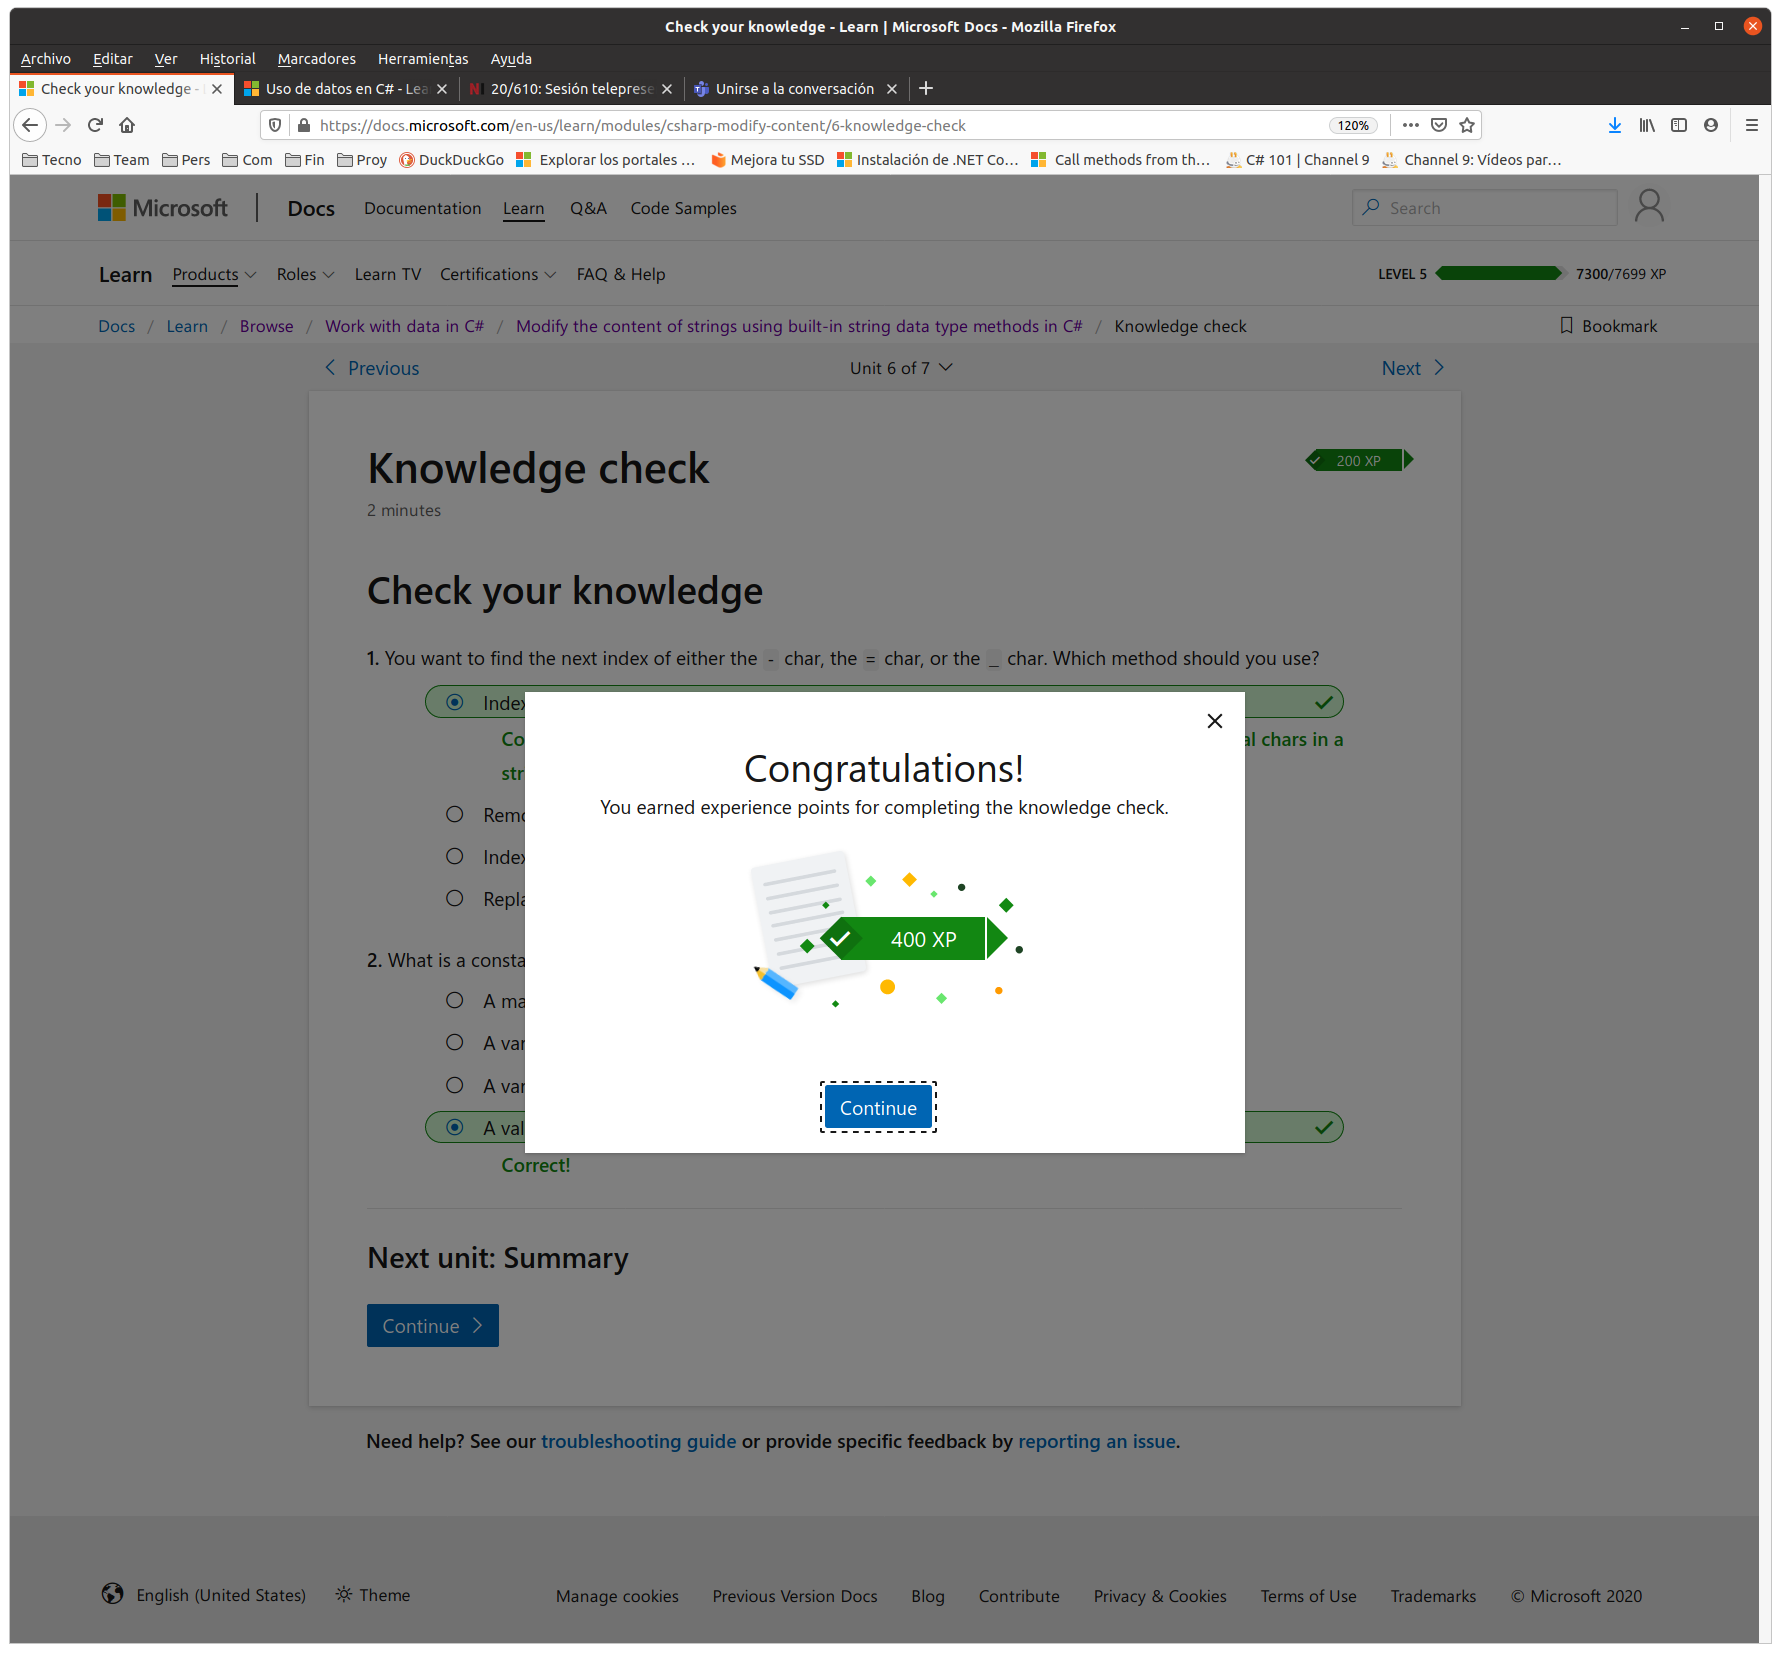 Check your knowledge - Learn | Microsoft Docs - Mozilla Firefox
Archivo Editar Ver Historial Marcadores Herramientas Ayuda
Check your knowledge - Uso de datos en C# - Lea 20/610: Sesión teleprese Unirse a la conversación
https://docs.microsoft.com/en-us/learn/modules/csharp-modify-content/6-knowledge-check 120%
Tecno Team Pers Com Fin Proy DuckDuckGo Explorar los portales ... Mejora tu SSD Instalación de .NET Co... Call methods from th... C# 101 | Channel 9 Channel 9: Vídeos par...
Microsoft Docs Documentation Learn Q&A Code Samples Search
Learn Products Roles Learn TV Certifications FAQ & Help LEVEL 5 7300/7699 XP
Docs / Learn / Browse / Work with data in C# / Modify the content of strings using built-in string data type methods in C# / Knowledge check Bookmark
Previous Unit 6 of 7 Next
Knowledge check 200 XP
2 minutes
Check your knowledge
1. You want to find the next index of either the - char, the = char, or the _ char. Which method should you use?
Index
Co al chars in a
str
Remo
Index
Repla
2. What is a consta
A ma
A var
A var
A val
Correct!
Congratulations!
You earned experience points for completing the knowledge check.
400 XP
Continue
Next unit: Summary
Continue
Need help? See our troubleshooting guide or provide specific feedback by reporting an issue.
English (United States) Theme Manage cookies Previous Version Docs Blog Contribute Privacy & Cookies Terms of Use Trademarks © Microsoft 2020